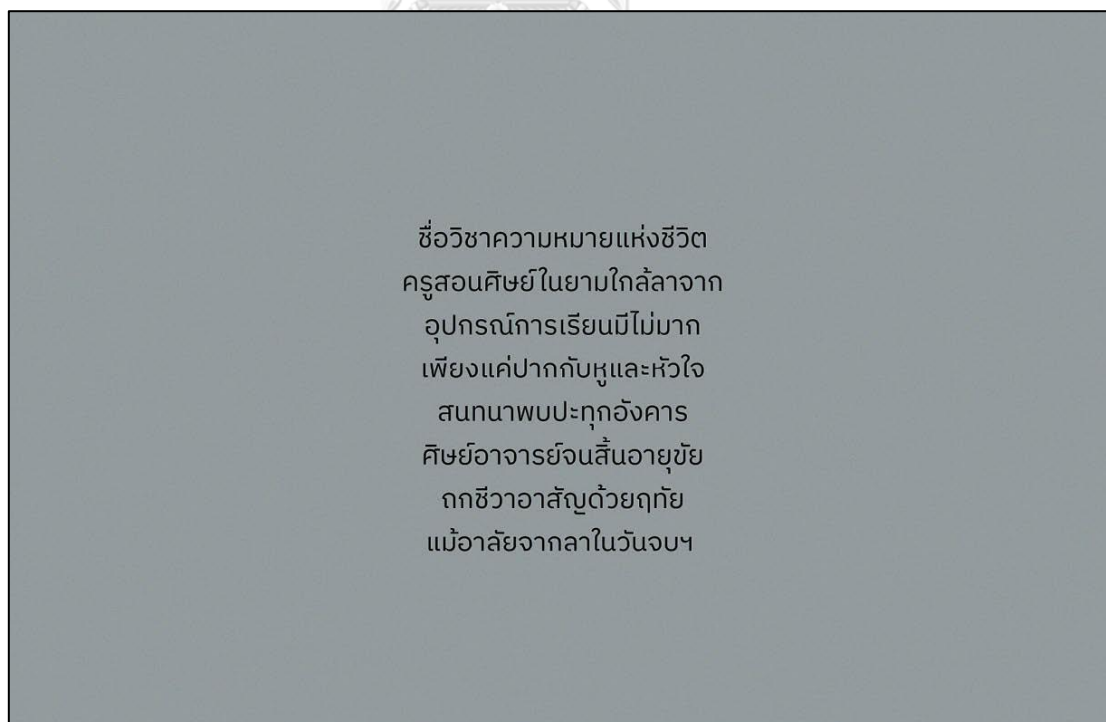 ชื่อวิชาความหมายแห่งชีวิต
ครูสอนศิษย์ในยามใกล้ลาจาก
อุปกรณ์การเรียนมีไม่มาก
เพียงแค่ปากกับหูและหัวใจ
สนทนาพบปะทุกอังคาร
ศิษย์อาจารย์จนสิ้นอายุขัย
ถกชีวาอาสัญด้วยฤทัย
แม้อาลัยจากลาในวันจบฯ